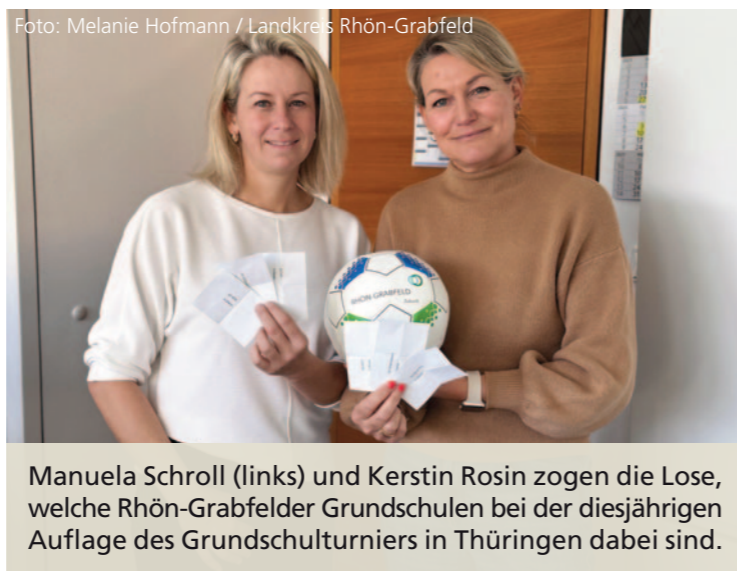 Foto: Melanie Hofmann / Landkreis Rhön-Grabfeld
RHÖN-GRABFELD
Manuela Schroll (links) und Kerstin Rosin zogen die Lose,
welche Rhön-Grabfelder Grundschulen bei der diesjährigen
Auflage des Grundschulturniers in Thüringen dabei sind.